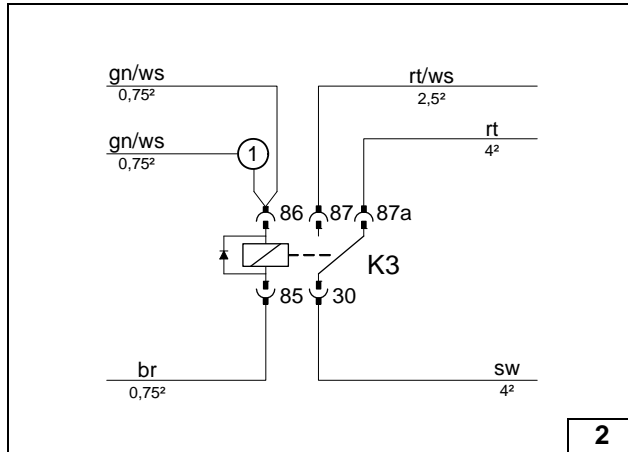 gn/ws
0,75²
rt/ws
2,5²
gn/ws
0,75²
1
rt
4²
86 87 87a
K3
85 30
br
0,75²
sw
4²
2